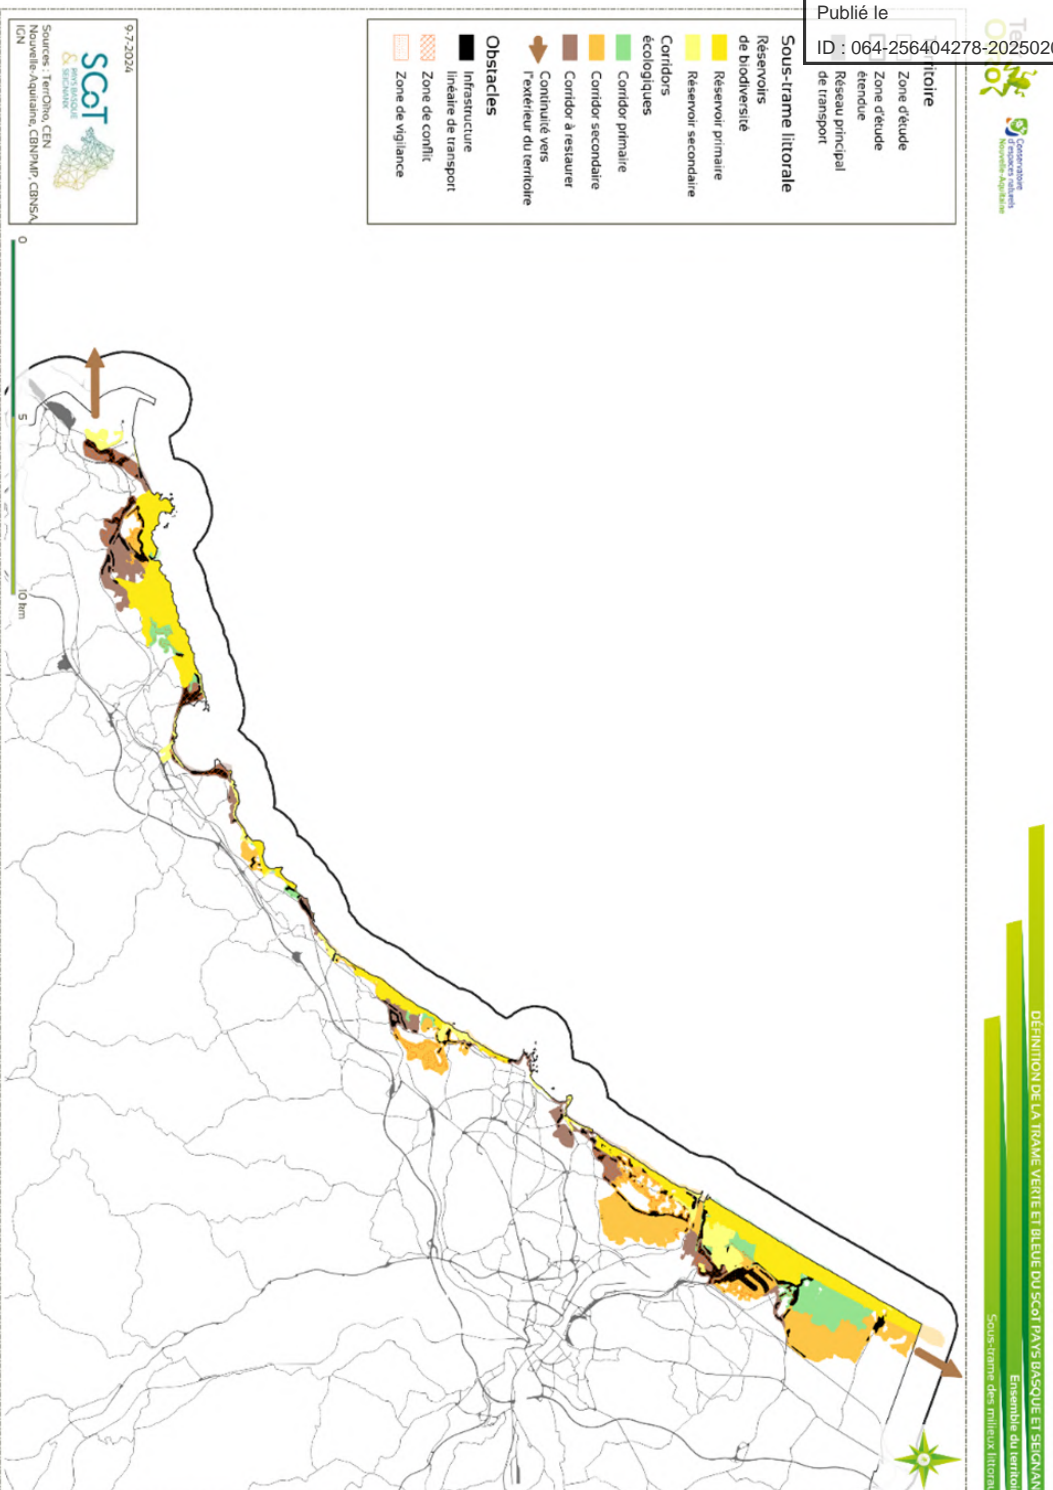 Publié le
ID : 064-256404278-2025020
DÉFINITION DE LA TRAME VERTE ET BLEUE DU SCoT PAYS BASQUE ET SEIGNAN
Ensemble du territoi
Sous-trame des milieux littora
Conservatoire
d'espaces naturels
Nouvelle-Aquitaine
Territoire
Zone d'étude
Zone d'étude
étendue
Réseau principal
de transport
Sous-trame littorale
Réservoirs
de biodiversité
Réservoir primaire
Réservoir secondaire
Corridors
écologiques
Corridor primaire
Corridor secondaire
Corridor à restaurer
Continuité vers
l'extérieur du territoire
Obstacles
Infrastructure
linéaire de transport
Zone de conflit
Zone de vigilance
9-7-2024
SCoT
PAYS BASQUE
& SEIGNANX
Sources : TerrOïko, CEN
Nouvelle-Aquitaine, CBNPMP, CBNSA,
IGN
0
5
10 km